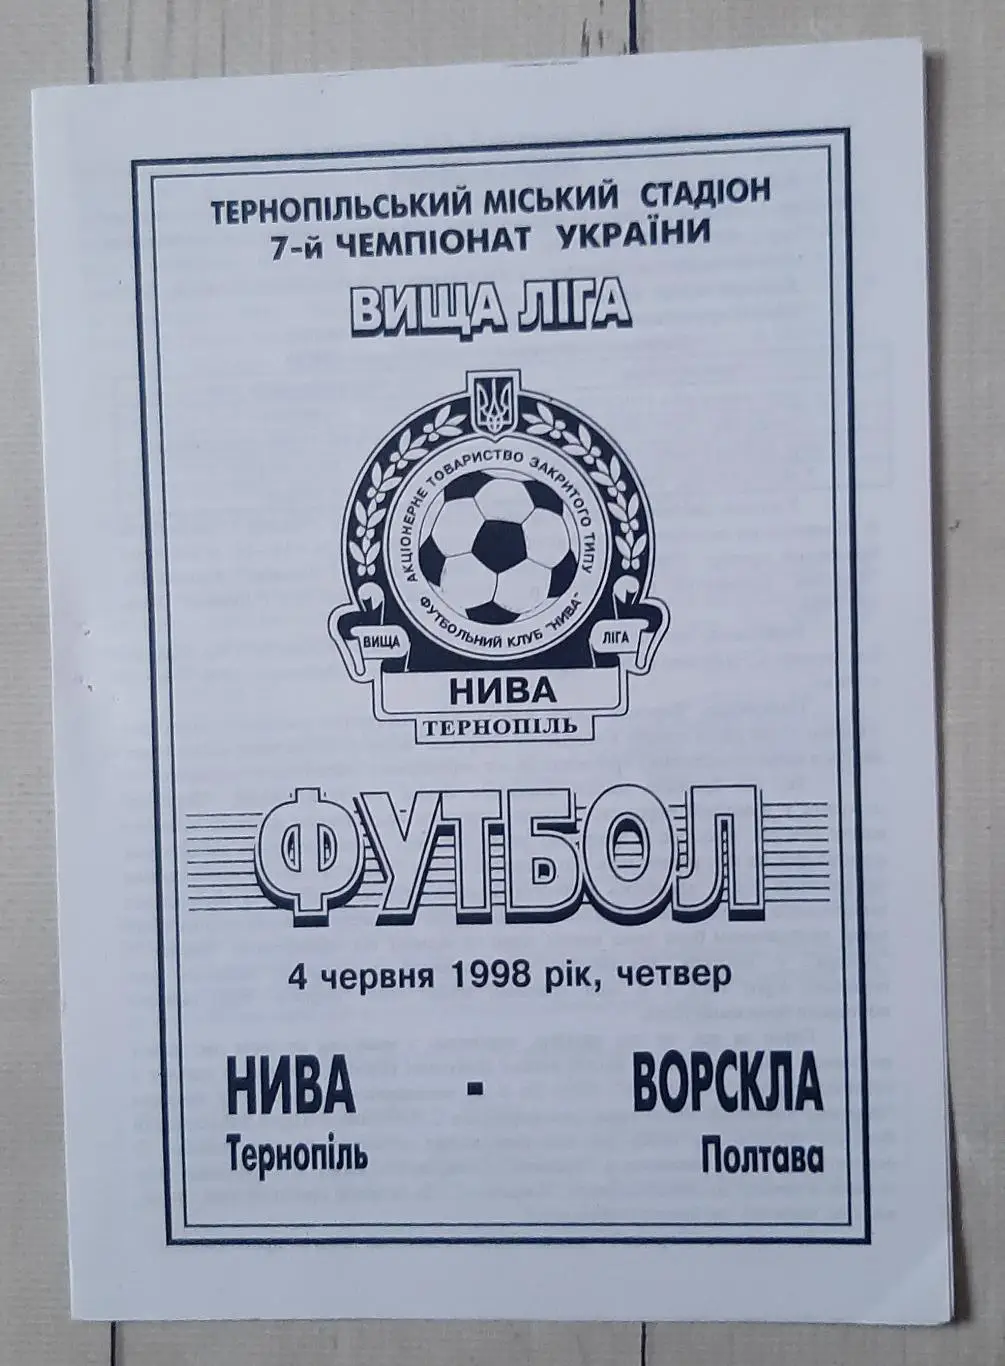 ТЕРНОПІЛЬСЬКИЙ МІСЬКИЙ СТАДІОН
7-й ЧЕМПІОНАТ УКРАЇНИ
ВИЩА ЛІГА
АКЦІОНЕРНЕ ТОВАРИСТВО ЗАКРИТОГО ТИПУ
ФУТБОЛЬНИЙ КЛУБ "НИВА"
ВИЩА ЛІГА
НИВА
ТЕРНОПІЛЬ
ФУТБОЛ
4 червня 1998 рік, четвер
НИВА - ВОРСКЛА
Тернопіль Полтава